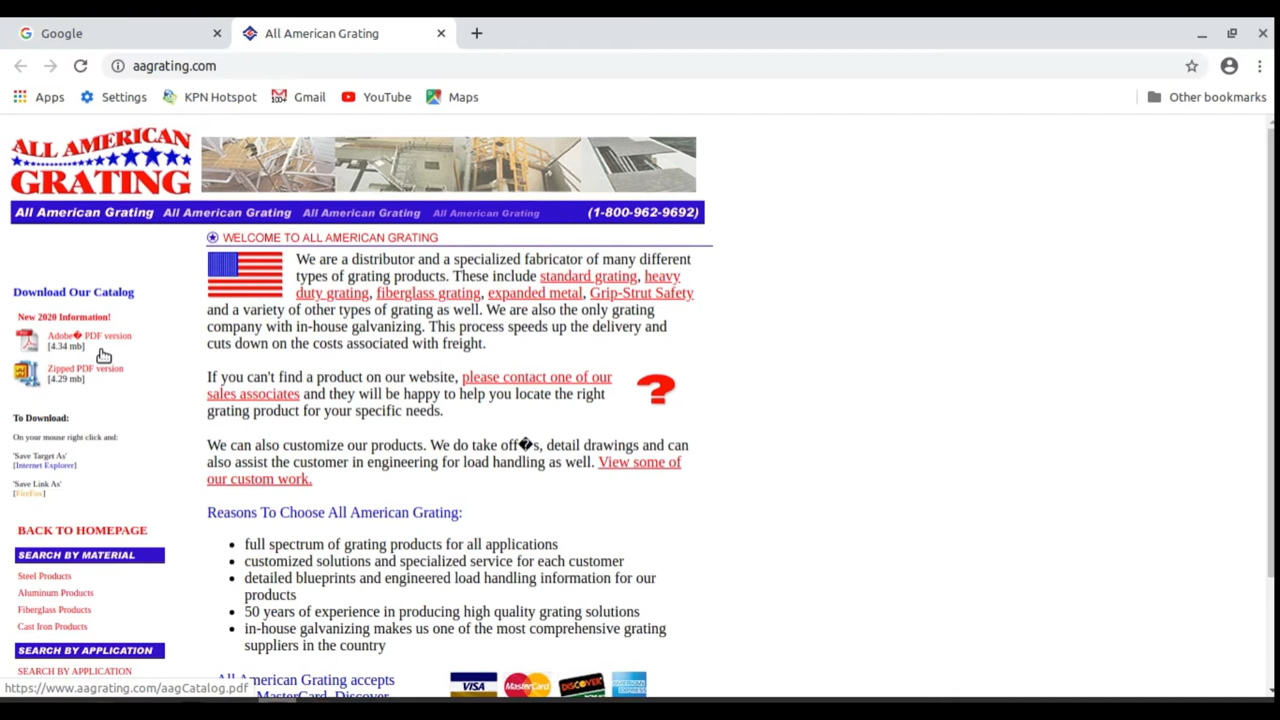 Google
All American Grating
aagrating.com
Apps Settings KPN Hotspot Gmail YouTube Maps Other bookmarks
ALL AMERICAN
GRATING
All American Grating All American Grating All American Grating All American Grating (1-800-962-9692)
WELCOME TO ALL AMERICAN GRATING
We are a distributor and a specialized fabricator of many different
types of grating products. These include standard grating, heavy
duty grating, fiberglass grating, expanded metal, Grip-Strut Safety
and a variety of other types of grating as well. We are also the only grating
company with in-house galvanizing. This process speeds up the delivery and
cuts down on the costs associated with freight.
If you can't find a product on our website, please contact one of our
sales associates and they will be happy to help you locate the right
grating product for your specific needs.
?
We can also customize our products. We do take off�s, detail drawings and can
also assist the customer in engineering for load handling as well. View some of
our custom work.
Reasons To Choose All American Grating:
• full spectrum of grating products for all applications
• customized solutions and specialized service for each customer
• detailed blueprints and engineered load handling information for our
products
• 50 years of experience in producing high quality grating solutions
• in-house galvanizing makes us one of the most comprehensive grating
suppliers in the country
All American Grating accepts
MasterCard, Discover
VISA MasterCard DISCOVER
Download Our Catalog
New 2020 Information!
Adobe� PDF version
[4.34 mb]
Zipped PDF version
[4.29 mb]
To Download:
On your mouse right click and:
'Save Target As'
[Internet Explorer]
'Save Link As'
[FireFox]
BACK TO HOMEPAGE
SEARCH BY MATERIAL
Steel Products
Aluminum Products
Fiberglass Products
Cast Iron Products
SEARCH BY APPLICATION
SEARCH BY APPLICATION
https://www.aagrating.com/aagCatalog.pdf